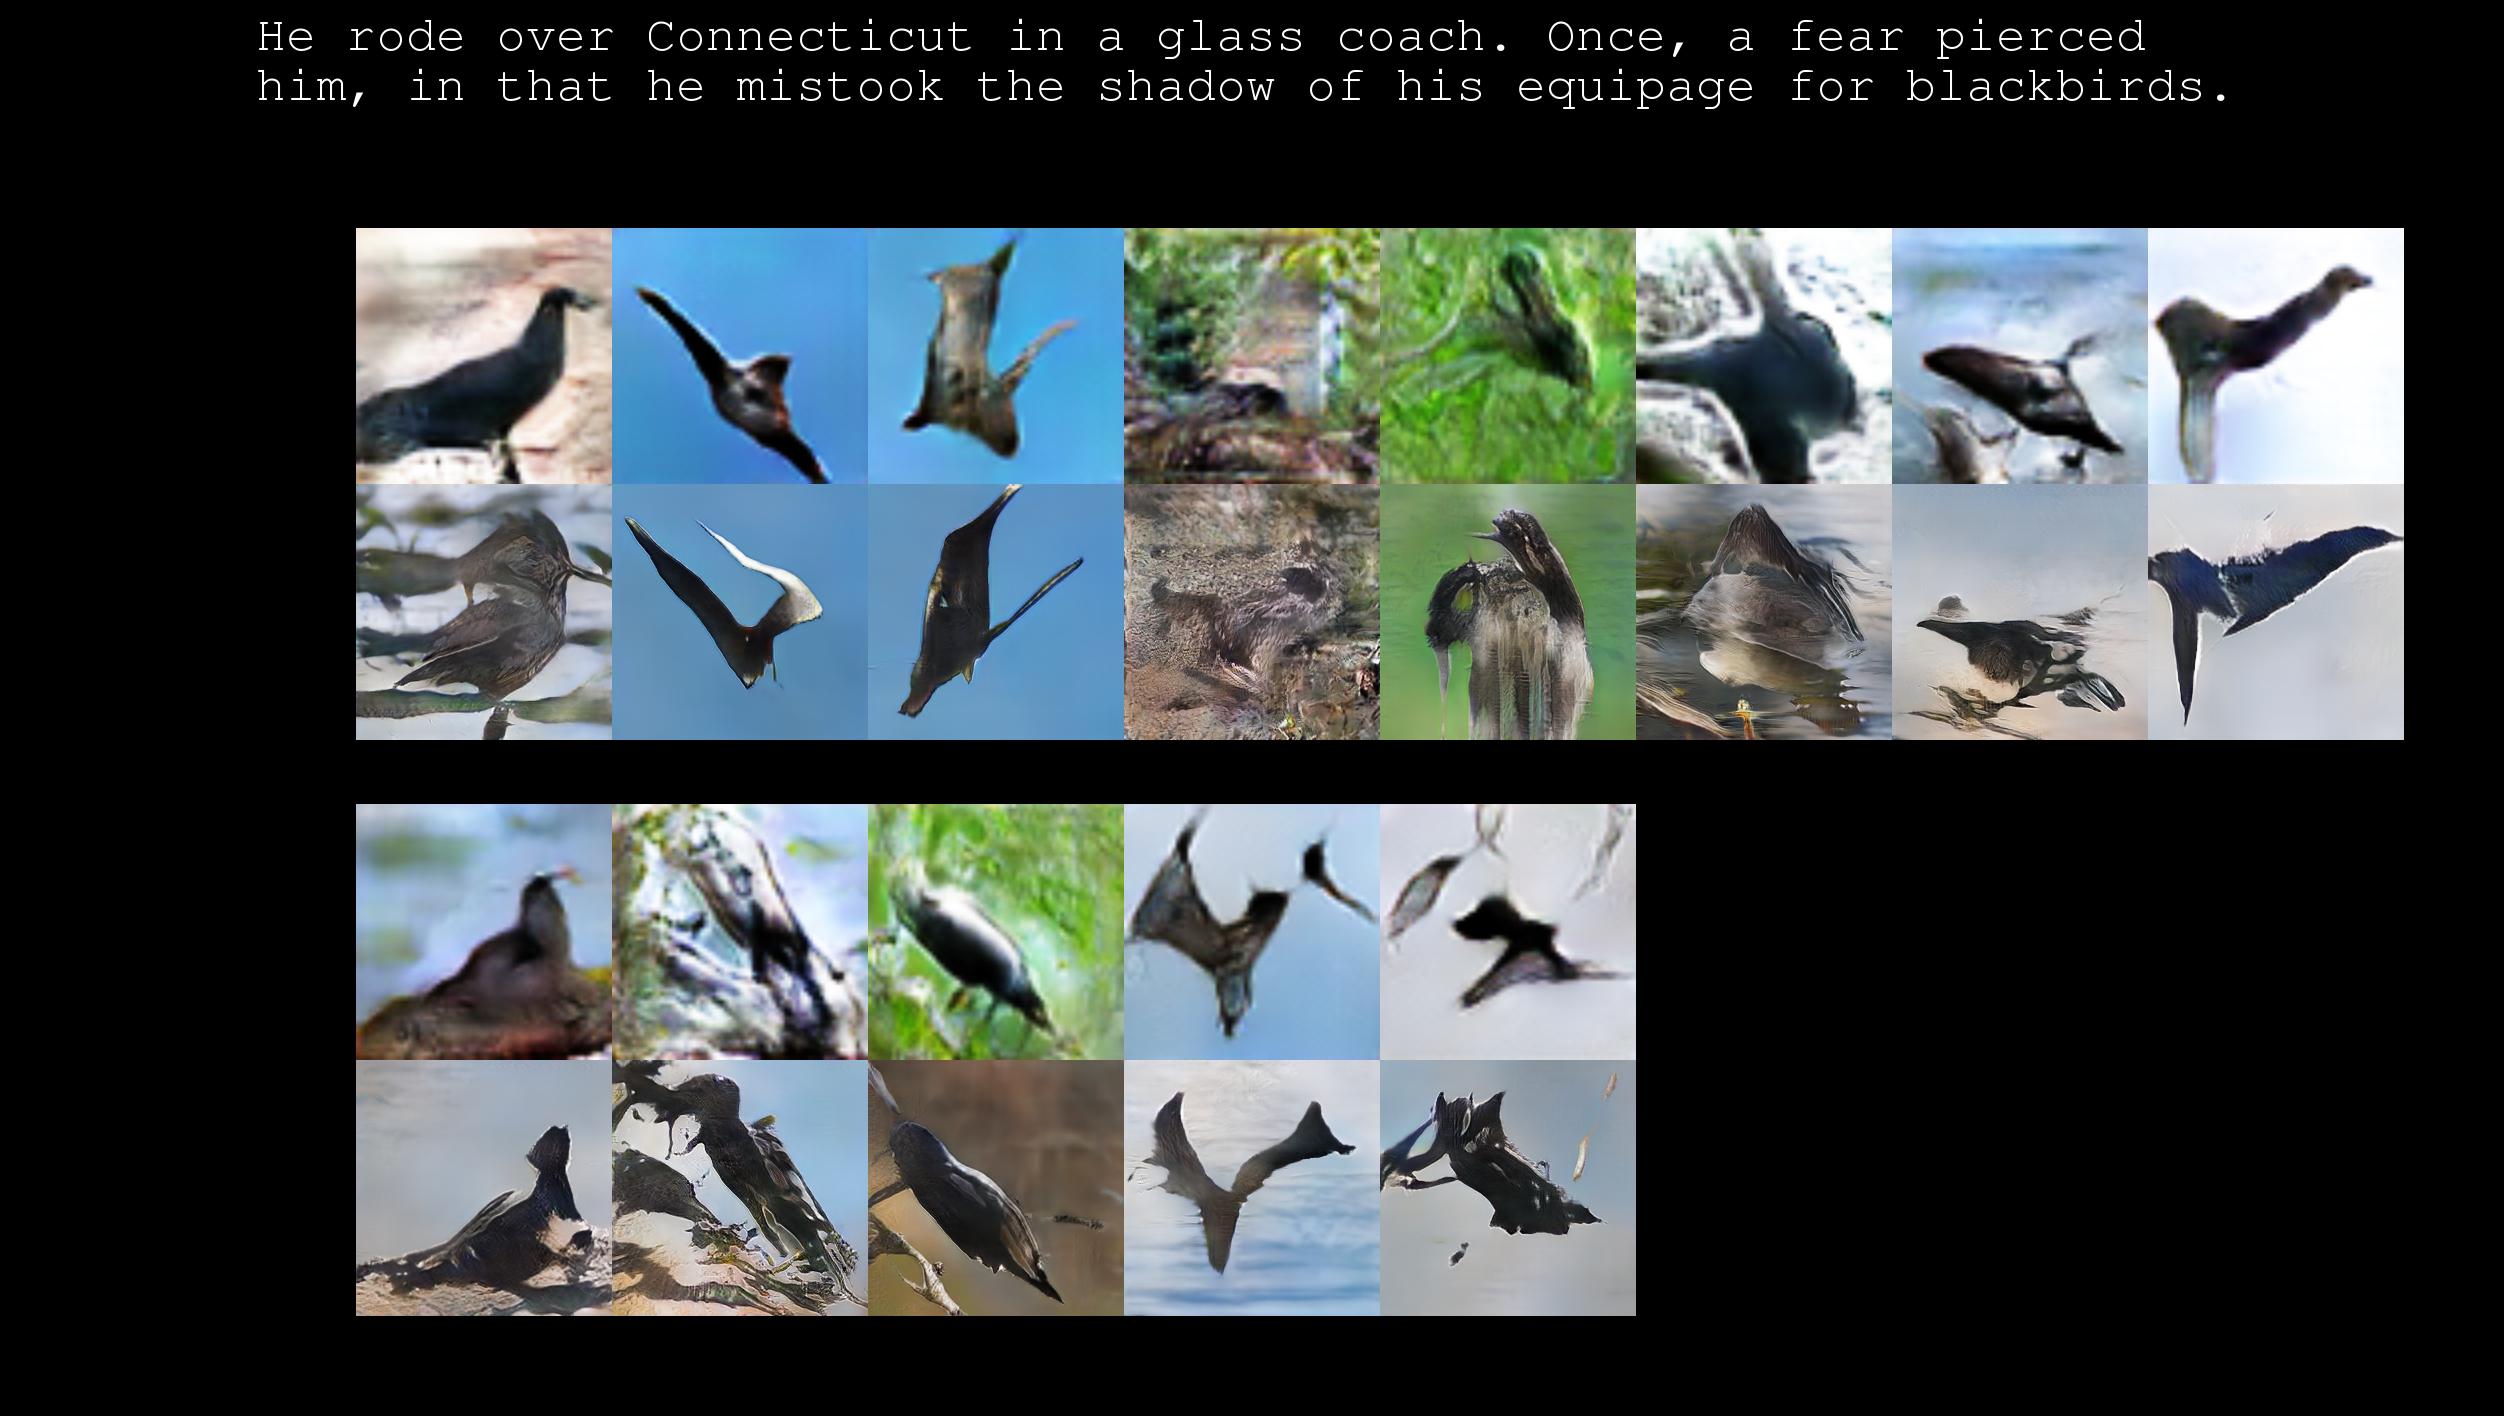 He rode over Connecticut in a glass coach. Once, a fear pierced
him, in that he mistook the shadow of his equipage for blackbirds.